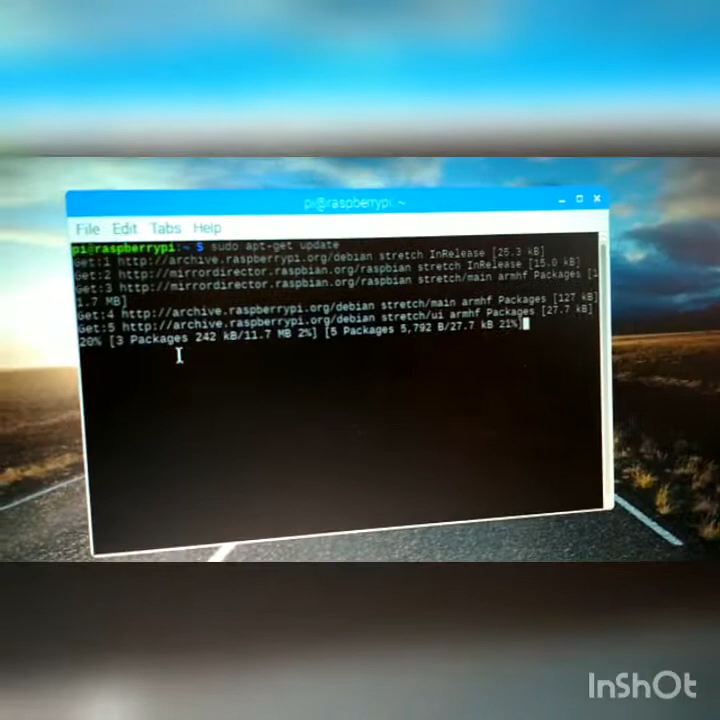 pi@raspberrypi: ~
File Edit Tabs Help
pi@raspberrypi:~ $ sudo apt-get update
Get:1 http://archive.raspberrypi.org/debian stretch InRelease [25.3 kB]
Get:2 http://mirrordirector.raspbian.org/raspbian stretch InRelease [15.0 kB]
Get:3 http://mirrordirector.raspbian.org/raspbian stretch/main armhf Packages [1
1.7 MB]
Get:4 http://archive.raspberrypi.org/debian stretch/main armhf Packages [127 kB]
Get:5 http://archive.raspberrypi.org/debian stretch/ui armhf Packages [27.7 kB]
20% [3 Packages 242 kB/11.7 MB 2%] [5 Packages 5,792 B/27.7 kB 21%]
InShOt